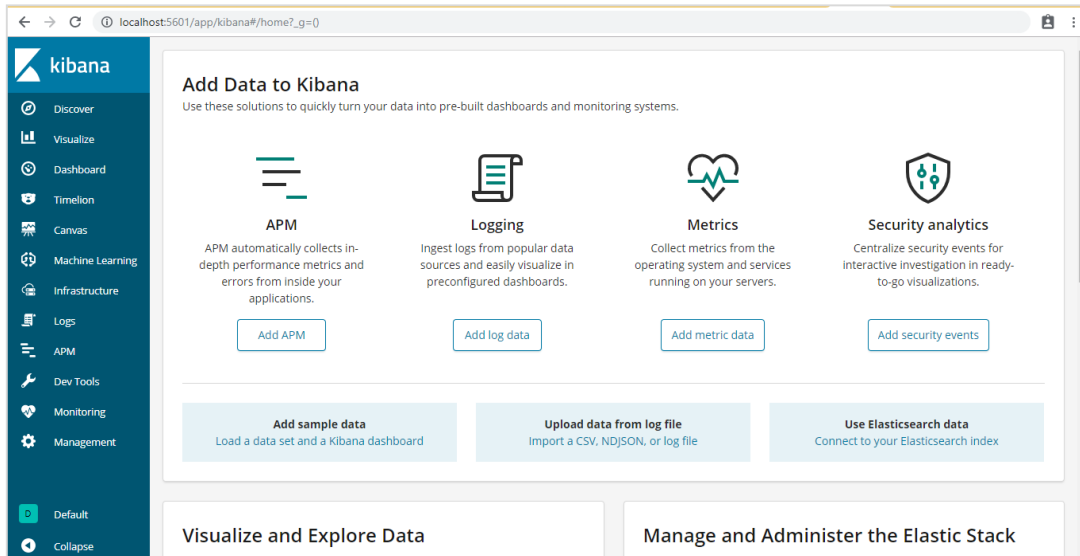 localhost:5601/app/kibana#/home?_g=()
kibana
Discover
Visualize
Dashboard
Timelion
Canvas
Machine Learning
Infrastructure
Logs
APM
Dev Tools
Monitoring
Management
D
Default
Collapse
Add Data to Kibana
Use these solutions to quickly turn your data into pre-built dashboards and monitoring systems.
APM
APM automatically collects in-
depth performance metrics and
errors from inside your
applications.
Add APM
Logging
Ingest logs from popular data
sources and easily visualize in
preconfigured dashboards.
Add log data
Metrics
Collect metrics from the
operating system and services
running on your servers.
Add metric data
Security analytics
Centralize security events for
interactive investigation in ready-
to-go visualizations.
Add security events
Add sample data
Load a data set and a Kibana dashboard
Upload data from log file
Import a CSV, NDJSON, or log file
Use Elasticsearch data
Connect to your Elasticsearch index
Visualize and Explore Data
Manage and Administer the Elastic Stack